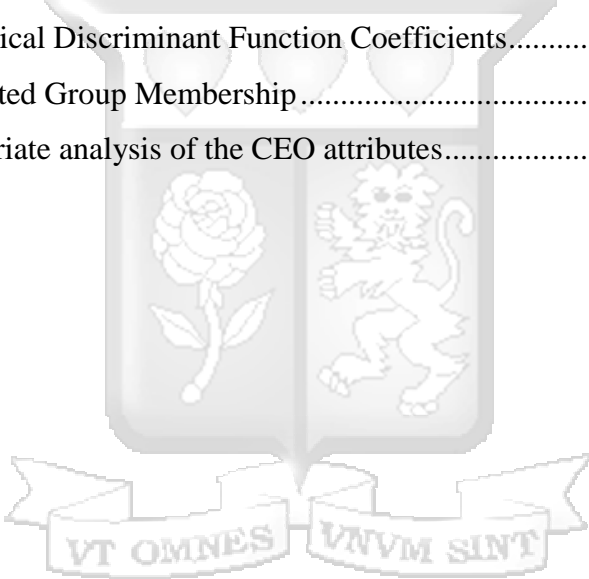 ical Discriminant Function Coefficients..........
ted Group Membership.................................
riate analysis of the CEO attributes.................
VT OMNES VNVM SINT